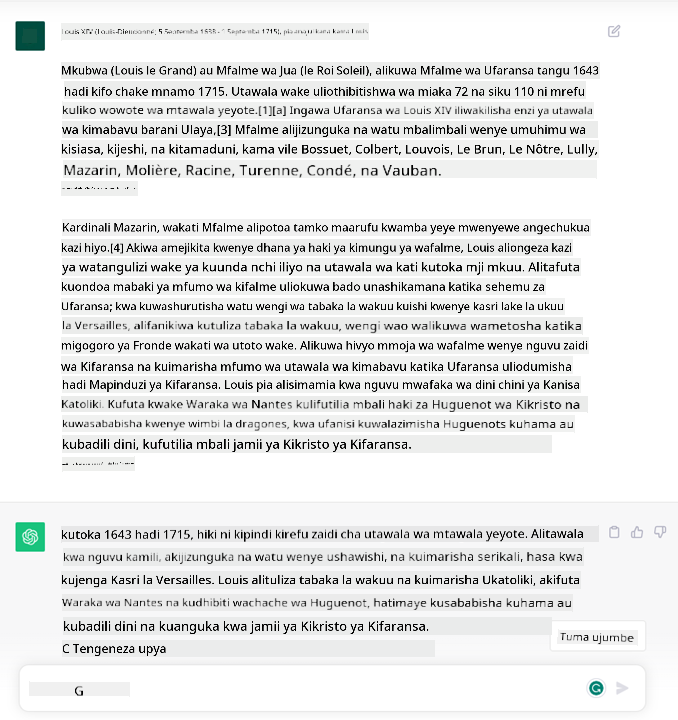 Louis XIV (Louis-Dieudonné; 5 Septemba 1638 - 1 Septemba 1715), pia anajulikana kama Louis
Mkubwa (Louis le Grand) au Mfalme wa Jua (le Roi Soleil), alikuwa Mfalme wa Ufaransa tangu 1643
hadi kifo chake mnamo 1715. Utawala wake uliothibitishwa wa miaka 72 na siku 110 ni mrefu
kuliko wowote wa mtawala yeyote.[1][a] Ingawa Ufaransa wa Louis XIV iliwakilisha enzi ya utawala
wa kimabavu barani Ulaya,[3] Mfalme alijizunguka na watu mbalimbali wenye umuhimu wa
kisiasa, kijeshi, na kitamaduni, kama vile Bossuet, Colbert, Louvois, Le Brun, Le Nôtre, Lully,
Mazarin, Molière, Racine, Turenne, Condé, na Vauban.
Kardinali Mazarin, wakati Mfalme alipotoa tamko maarufu kwamba yeye mwenyewe angechukua
kazi hiyo.[4] Akiwa amejikita kwenye dhana ya haki ya kimungu ya wafalme, Louis aliongeza kazi
ya watangulizi wake ya kuunda nchi iliyo na utawala wa kati kutoka mji mkuu. Alitafuta
kuondoa mabaki ya mfumo wa kifalme uliokuwa bado unashikamana katika sehemu za
Ufaransa; kwa kuwashurutisha watu wengi wa tabaka la wakuu kuishi kwenye kasri lake la ukuu
la Versailles, alifanikiwa kutuliza tabaka la wakuu, wengi wao walikuwa wametosha katika
migogoro ya Fronde wakati wa utoto wake. Alikuwa hivyo mmoja wa wafalme wenye nguvu zaidi
wa Kifaransa na kuimarisha mfumo wa utawala wa kimabavu katika Ufaransa uliodumisha
hadi Mapinduzi ya Kifaransa. Louis pia alisimamia kwa nguvu mwafaka wa dini chini ya Kanisa
Katoliki. Kufuta kwake Waraka wa Nantes kulifutilia mbali haki za Huguenot wa Kikristo na
kuwasababisha kwenye wimbi la dragones, kwa ufanisi kuwalazimisha Huguenots kuhama au
kubadili dini, kufutilia mbali jamii ya Kikristo ya Kifaransa.
kutoka 1643 hadi 1715, hiki ni kipindi kirefu zaidi cha utawala wa mtawala yeyote. Alitawala
kwa nguvu kamili, akijizunguka na watu wenye ushawishi, na kuimarisha serikali, hasa kwa
kujenga Kasri la Versailles. Louis alituliza tabaka la wakuu na kuimarisha Ukatoliki, akifuta
Waraka wa Nantes na kudhibiti wachache wa Huguenot, hatimaye kusababisha kuhama au
kubadili dini na kuanguka kwa jamii ya Kikristo ya Kifaransa.
Tuma ujumbe
C Tengeneza upya
G